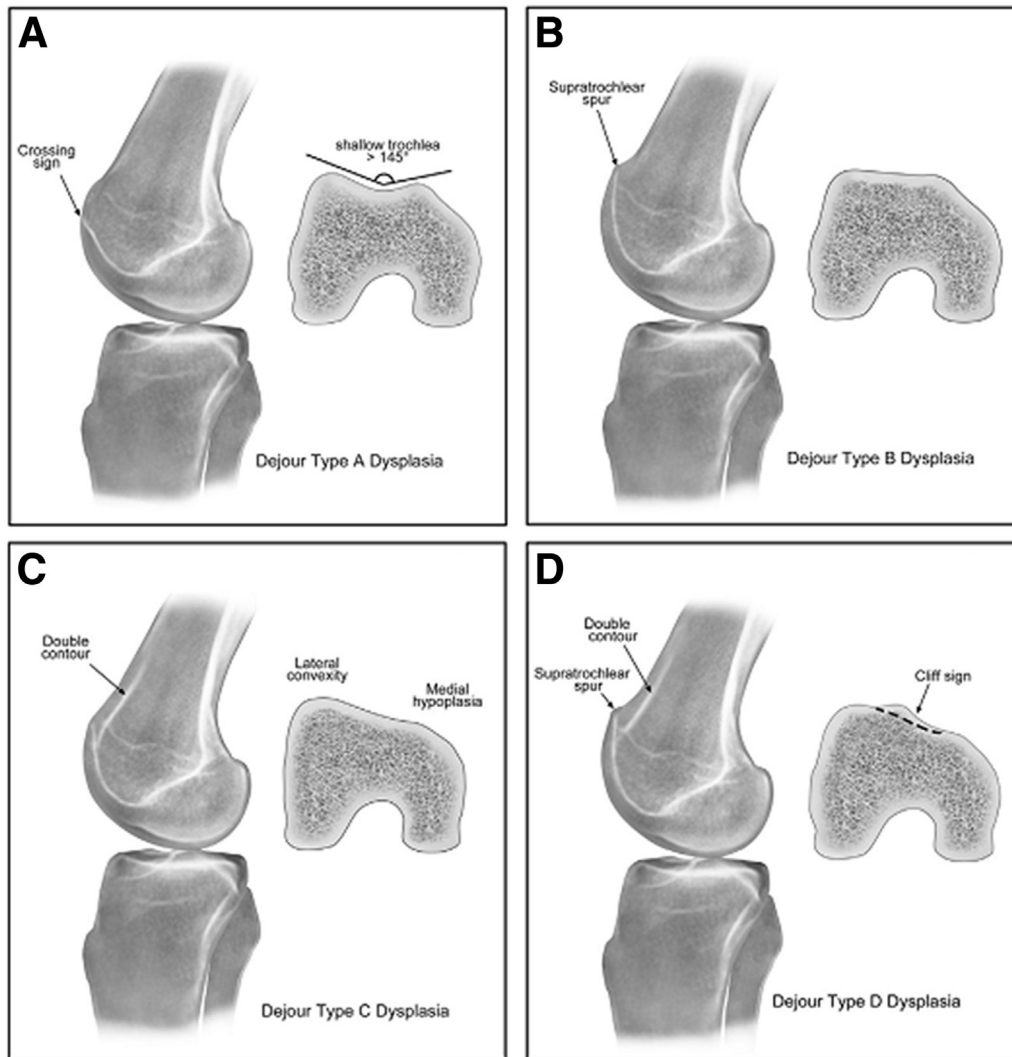 A
Crossing
sign
shallow trochlea
> 145°
Dejour Type A Dysplasia
B
Supratrochlear
spur
Dejour Type B Dysplasia
C
Double
contour
Lateral
convexity
Medial
hypoplasia
Dejour Type C Dysplasia
D
Double
contour
Supratrochlear
spur
Cliff sign
Dejour Type D Dysplasia